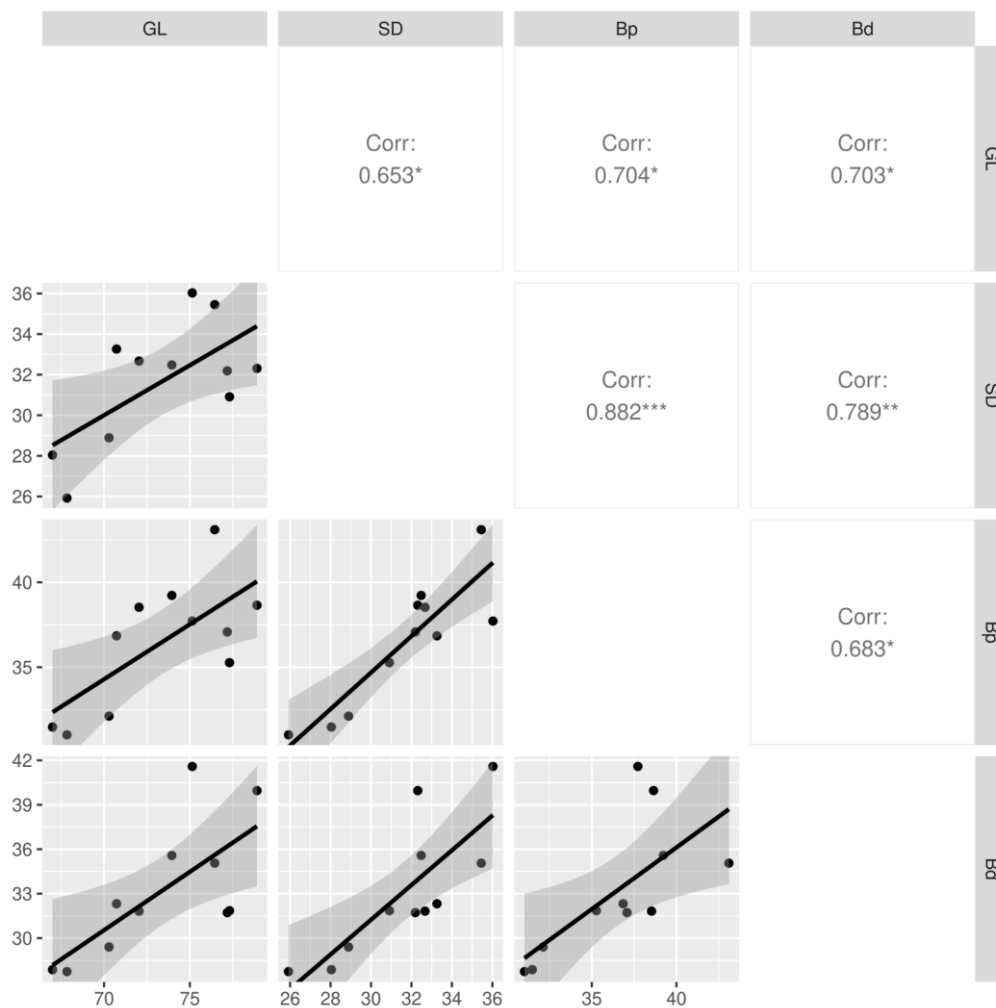 GL SD Bp Bd
Corr: Corr: Corr:
0.653* 0.704* 0.703*
GL
36
34
32
30
28
26
Corr: Corr:
0.882*** 0.789**
SD
40
35
Corr:
0.683*
Bp
42
39
36
33
30
Bd
70 75 26 28 30 32 34 36 35 40